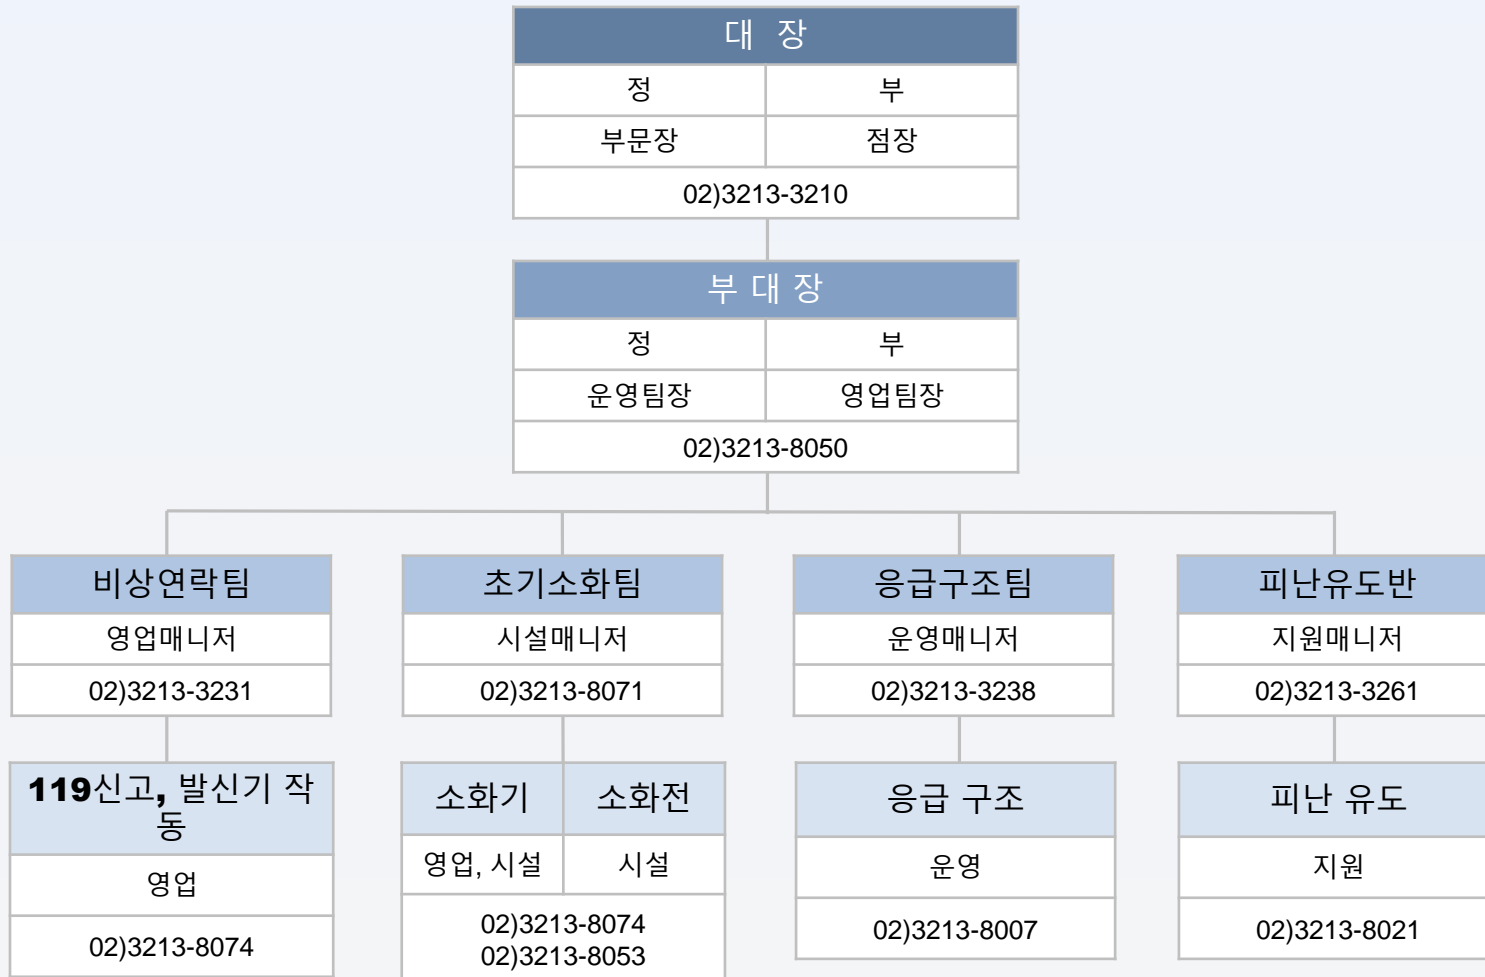 대 장
정 부
부문장 점장
02)3213-3210
부 대 장
정 부
운영팀장 영업팀장
02)3213-8050
비상연락팀 초기소화팀 응급구조팀 피난유도반
영업매니저 시설매니저 운영매니저 지원매니저
02)3213-3231 02)3213-8071 02)3213-3238 02)3213-3261
119신고, 발신기 작
동
영업
02)3213-8074
소화기 소화전
영업, 시설 시설
02)3213-8074
02)3213-8053
응급 구조
운영
02)3213-8007
피난 유도
지원
02)3213-8021